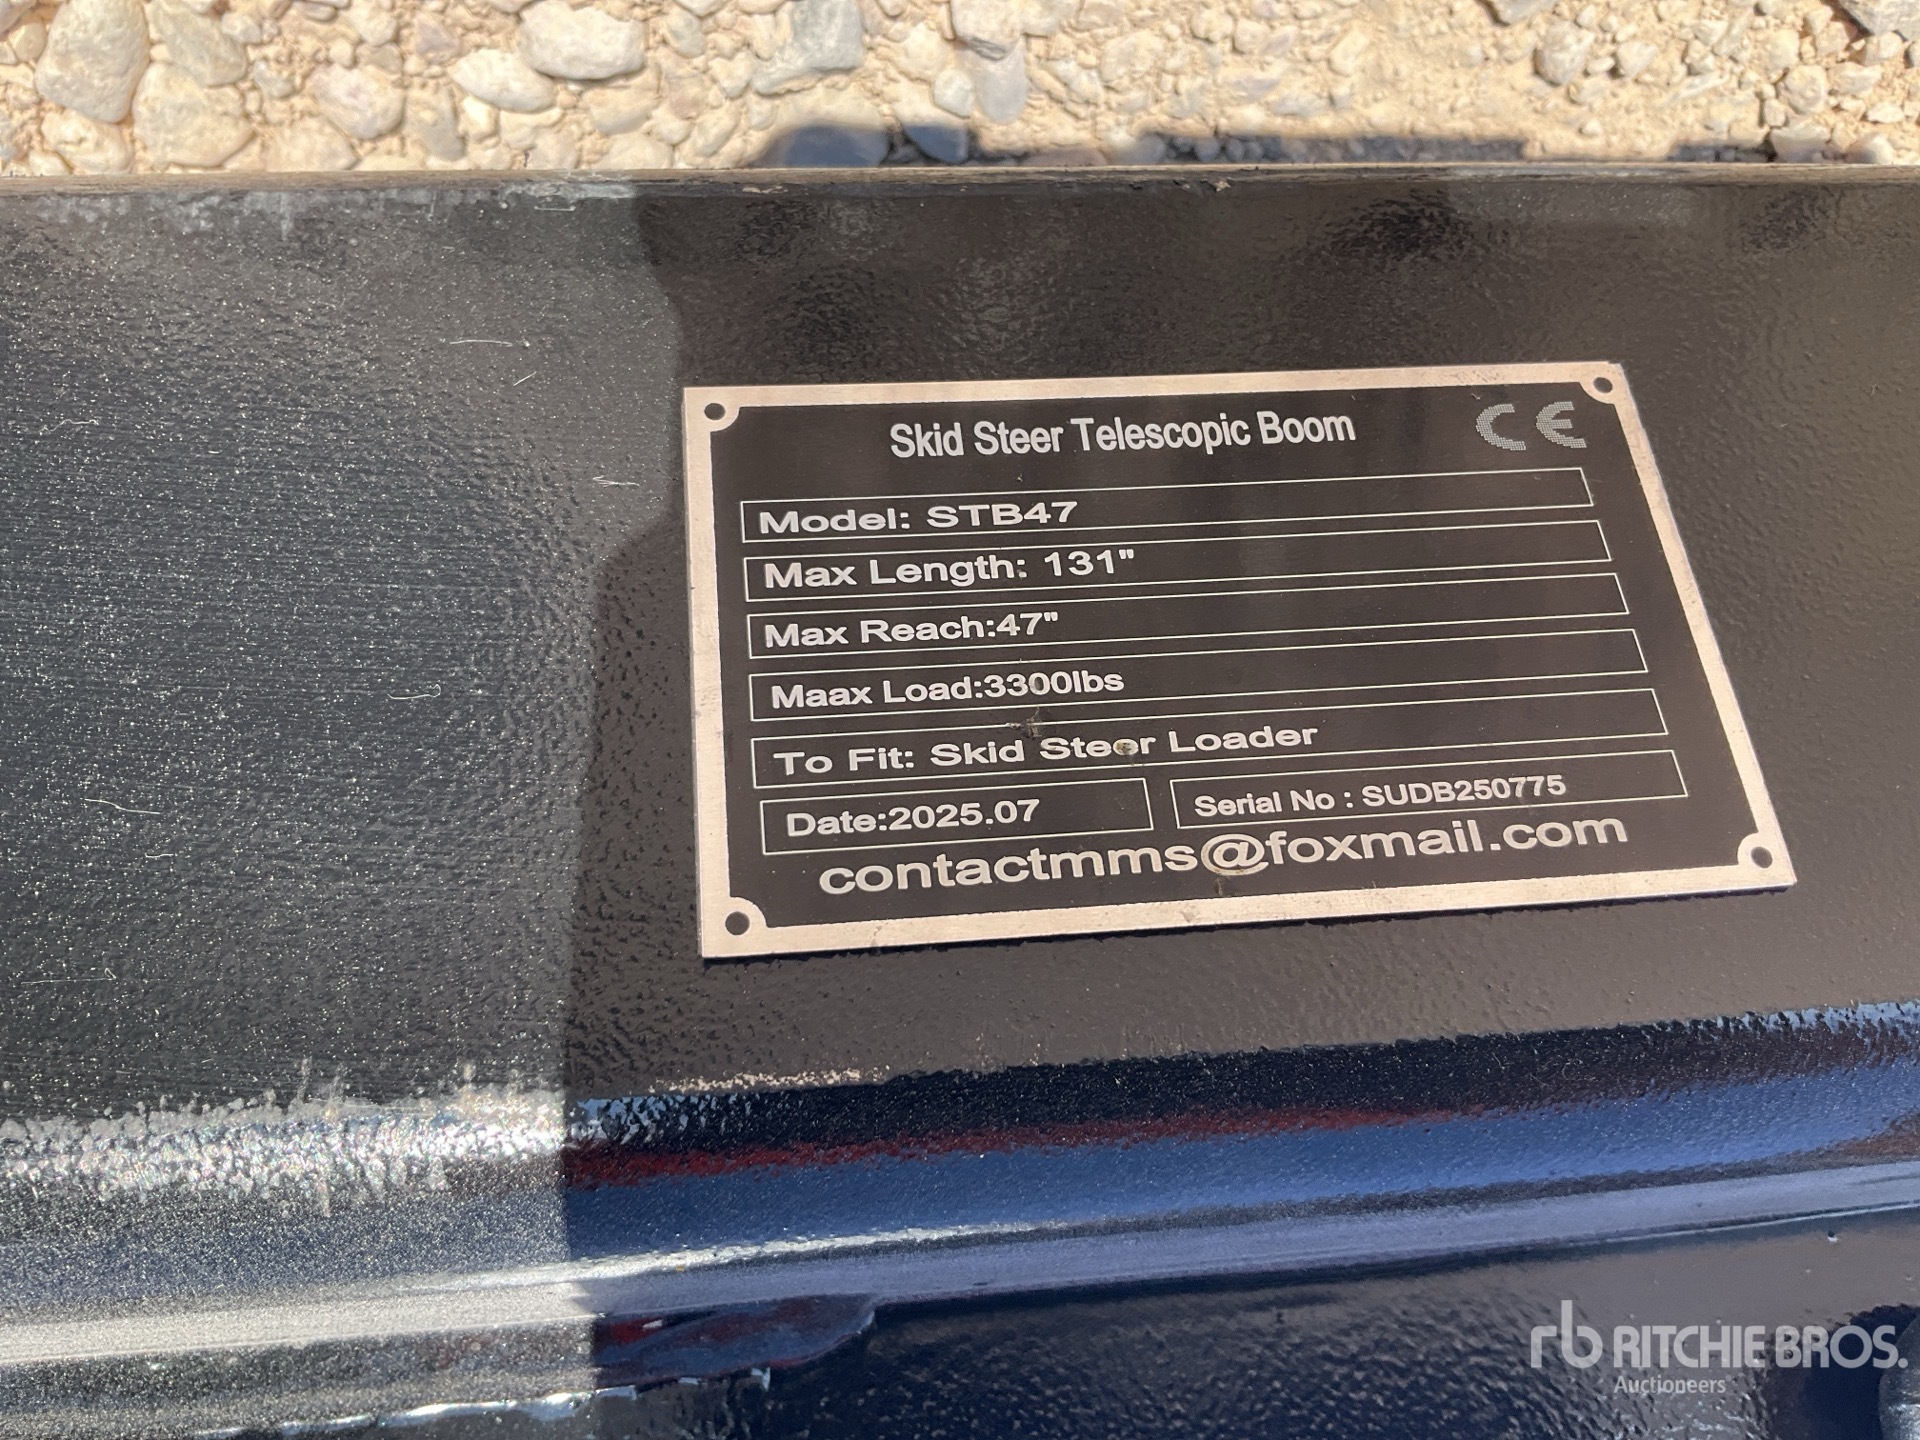 Skid Steer Telescopic Boom CE
Model: STB47
Max Length: 131"
Max Reach:47"
Maax Load:3300lbs
To Fit: Skid Steer Loader
Date:2025.07 Serial No : SUDB250775
contactmms@foxmail.com
rb RITCHIE BROS.
Auctioneers